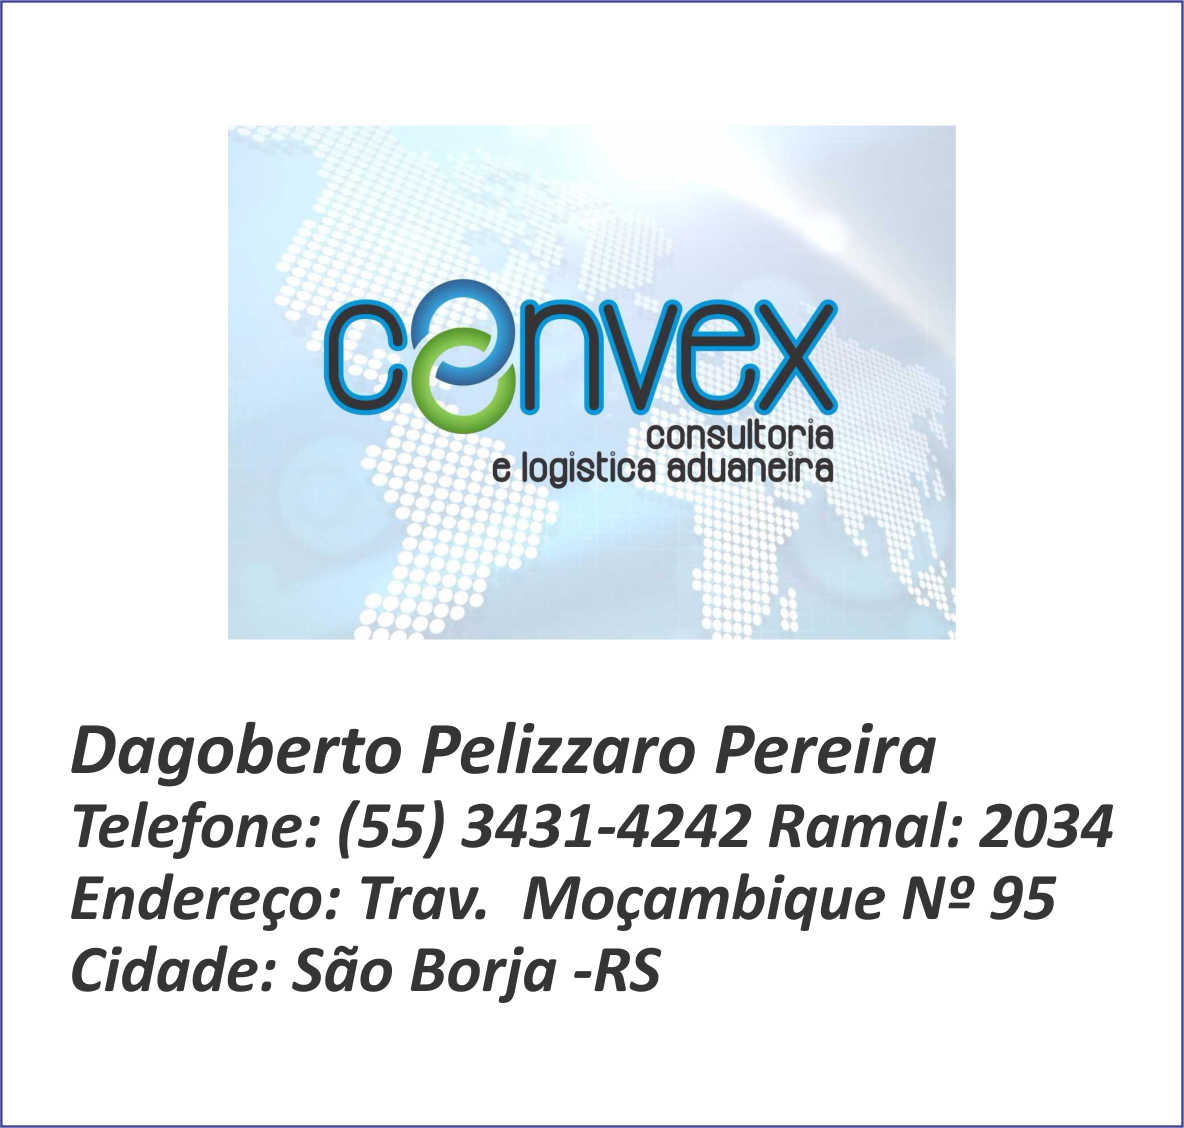 convex
consultoria
e logistica aduaneira
Dagoberto Pelizzaro Pereira
Telefone: (55) 3431-4242 Ramal: 2034
Endereço: Trav.  Moçambique Nº 95
Cidade: São Borja -RS